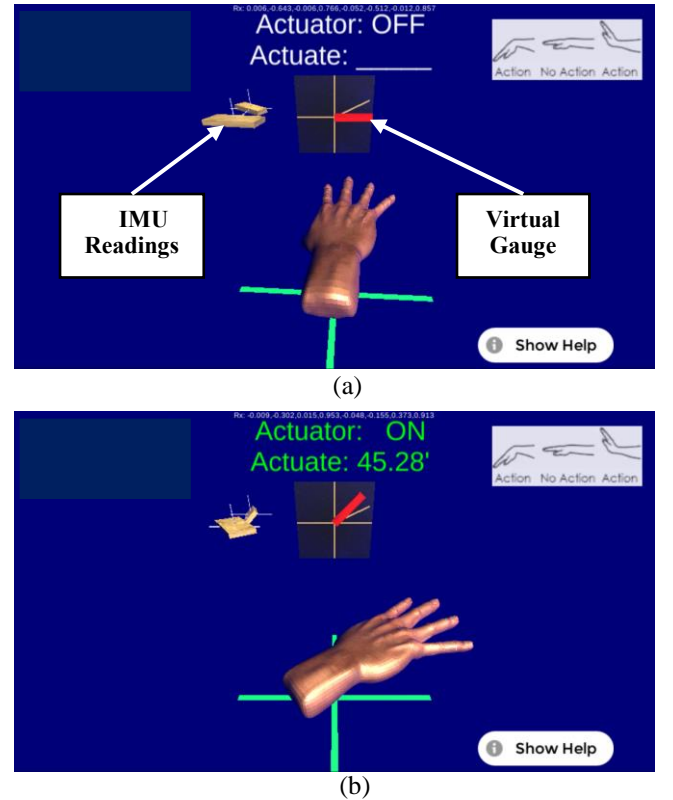 Rx: 0.006,-0.643,-0.006,0.766,-0.052,-0.512,-0.012,0.857
Actuator: OFF
Actuate: _____
Action No Action Action
IMU
Readings
Virtual
Gauge
Show Help
(a)
Rx: -0.009,-0.302,0.015,0.953,-0.048,-0.155,0.373,0.913
Actuator: ON
Actuate: 45.28'
Action No Action Action
Show Help
(b)